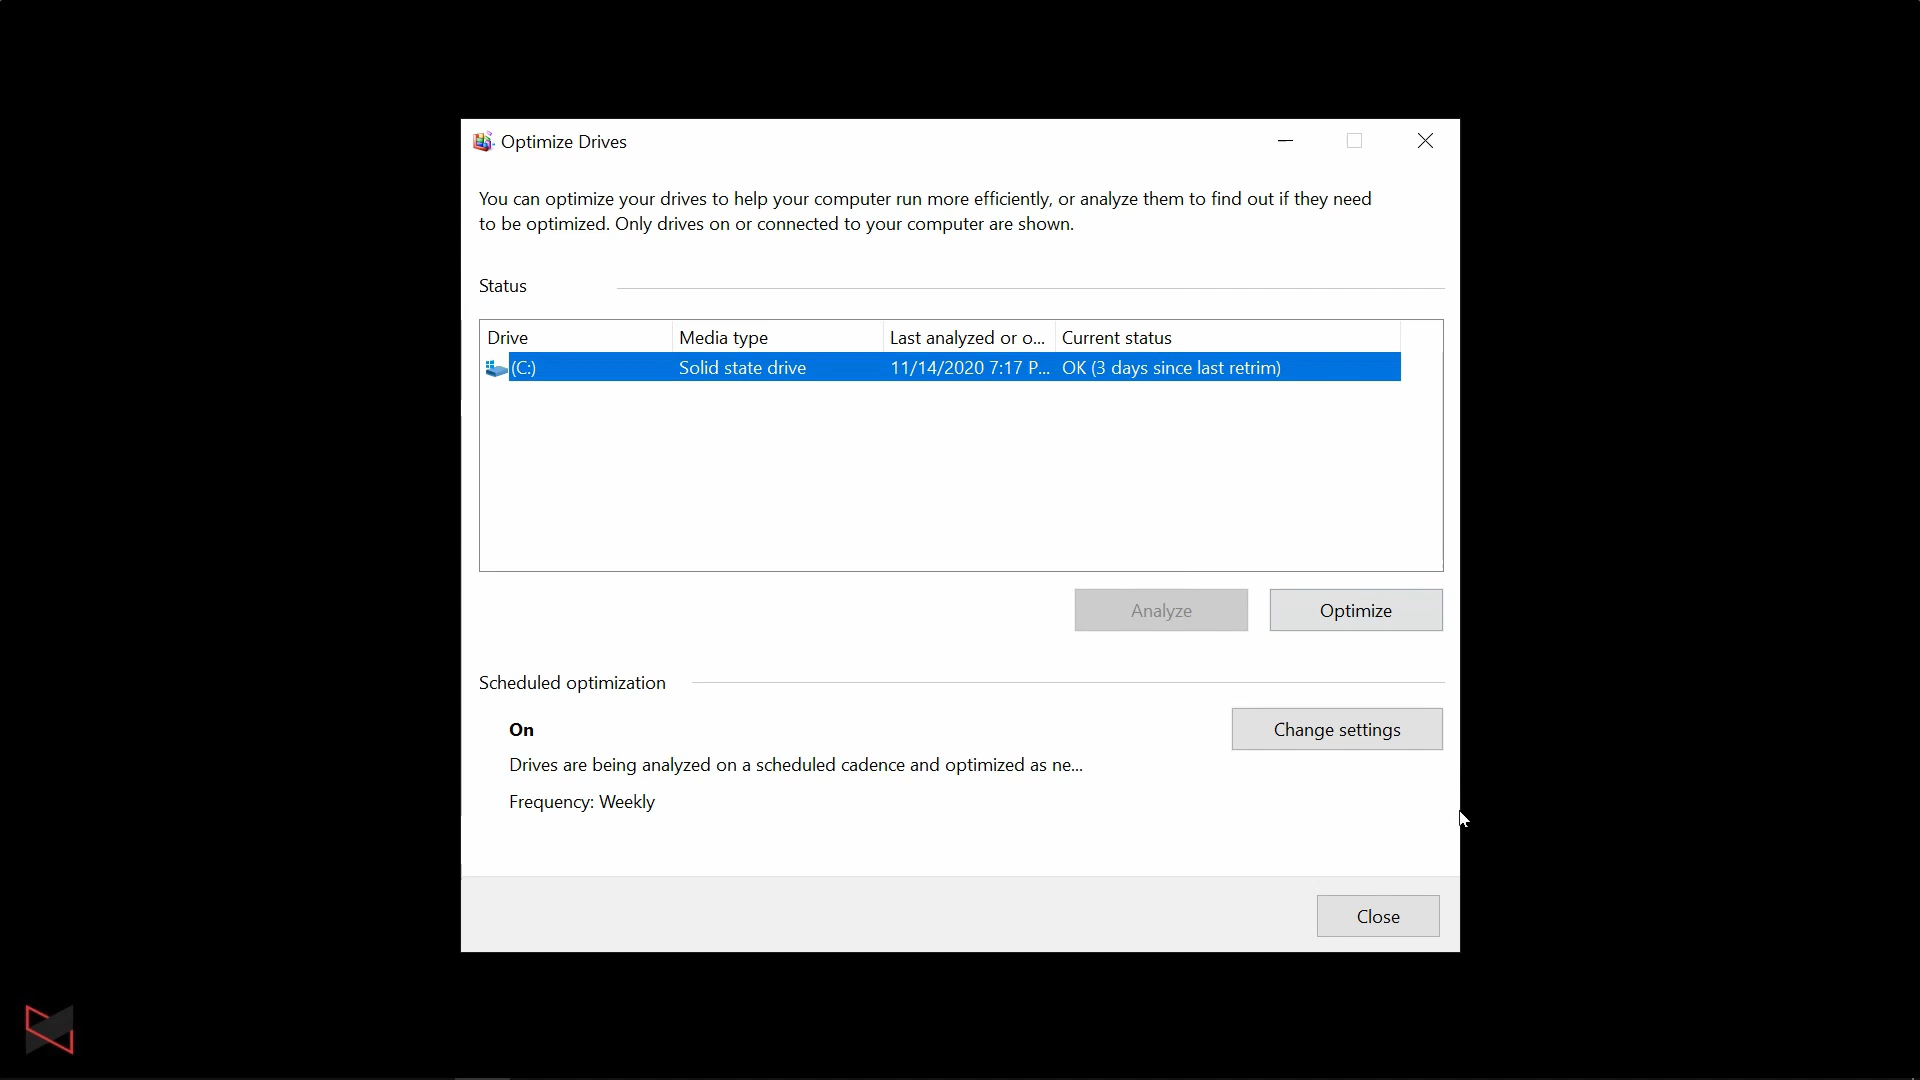 Optimize Drives
You can optimize your drives to help your computer run more efficiently, or analyze them to find out if they need
to be optimized. Only drives on or connected to your computer are shown.
Status
Drive Media type Last analyzed or o... Current status
(C:) Solid state drive 11/14/2020 7:17 P... OK (3 days since last retrim)
Analyze Optimize
Scheduled optimization
On Change settings
Drives are being analyzed on a scheduled cadence and optimized as ne...
Frequency: Weekly
Close